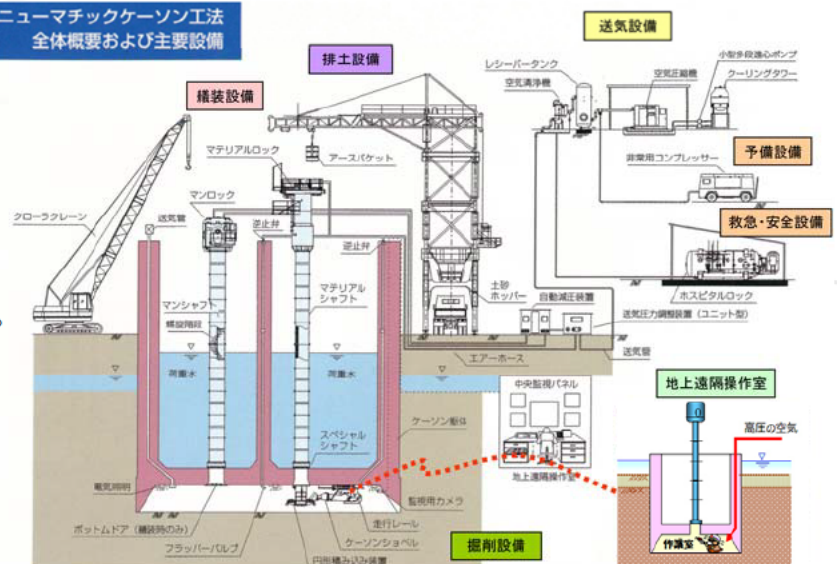 ニューマチックケーソン工法
全体概要および主要設備
送気設備
排土設備
艤装設備
レシーバータンク
空気清浄機
空気圧縮機
小型多段遠心ポンプ
クーリングタワー
マテリアルロック
アースバケット
予備設備
非常用コンプレッサー
マンロック
クローラクレーン
送気管
逆止弁
逆止弁
救急・安全設備
ホスピタルロック
マンシャフト
螺旋階段
マテリアル
シャフト
土砂
ホッパー
自動減圧装置
送気圧力調整装置（ユニット型）
エアーホース
送気管
荷重水
荷重水
中央監視パネル
地上遠隔操作室
高圧の空気
ケーソン躯体
スペシャル
シャフト
地上遠隔操作室
電気照明
監視用カメラ
走行レール
ボットムドア（艤装時のみ）
フラッパーバルブ
ケーソンショベル
円形積み込み装置
掘削設備
作議室